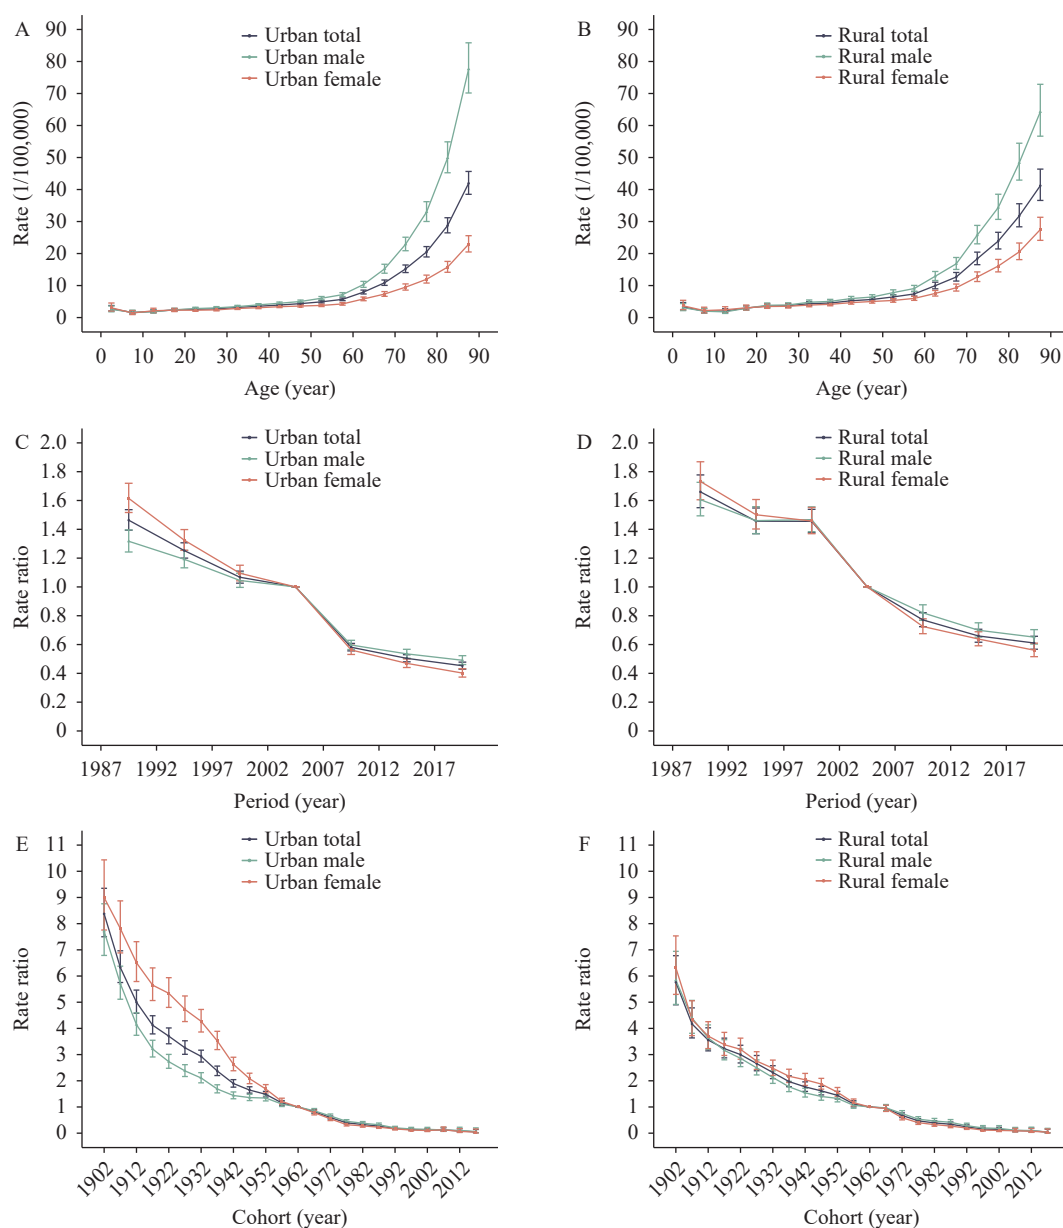 A
Urban total
Urban male
Urban female
Rate (1/100,000)
90
80
70
60
50
40
30
20
10
0
0 10 20 30 40 50 60 70 80 90
Age (year)
B
Rural total
Rural male
Rural female
Rate (1/100,000)
90
80
70
60
50
40
30
20
10
0
0 10 20 30 40 50 60 70 80 90
Age (year)
C
Urban total
Urban male
Urban female
Rate ratio
2.0
1.8
1.6
1.4
1.2
1.0
0.8
0.6
0.4
0.2
0
1987 1992 1997 2002 2007 2012 2017
Period (year)
D
Rural total
Rural male
Rural female
Rate ratio
2.0
1.8
1.6
1.4
1.2
1.0
0.8
0.6
0.4
0.2
0
1987 1992 1997 2002 2007 2012 2017
Period (year)
E
Urban total
Urban male
Urban female
Rate ratio
11
10
9
8
7
6
5
4
3
2
1
0
1902 1912 1922 1932 1942 1952 1962 1972 1982 1992 2002 2012
Cohort (year)
F
Rural total
Rural male
Rural female
Rate ratio
11
10
9
8
7
6
5
4
3
2
1
0
1902 1912 1922 1932 1942 1952 1962 1972 1982 1992 2002 2012
Cohort (year)